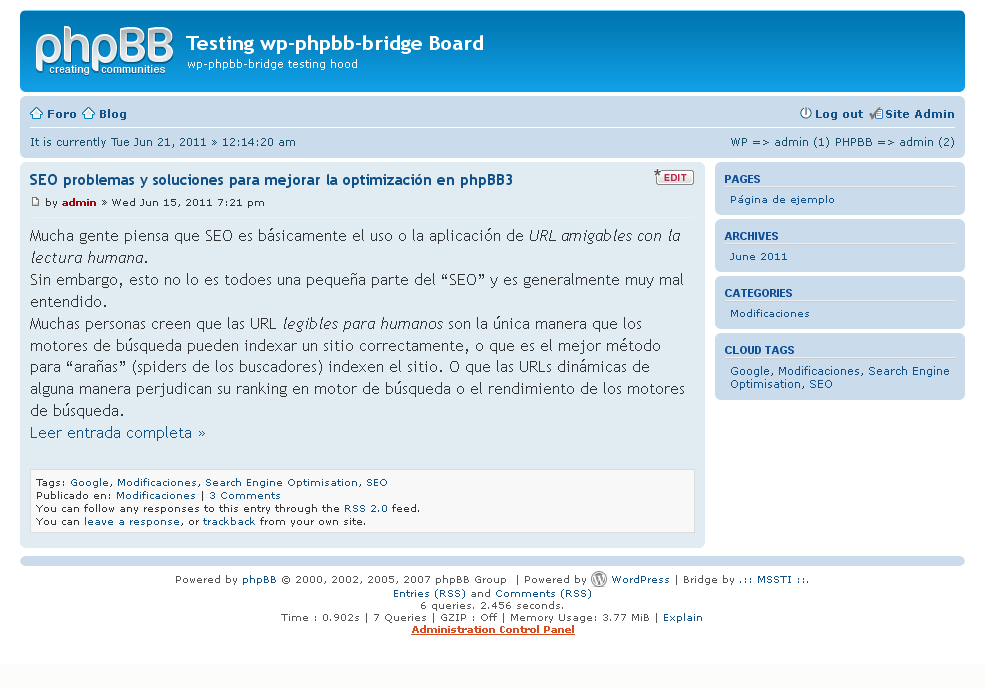 phpBB
creating communities
Testing wp-phpbb-bridge Board
wp-phpbb-bridge testing hood
Foro Blog
Log out Site Admin
It is currently Tue Jun 21, 2011 » 12:14:20 am
WP => admin (1) PHPBB => admin (2)
SEO problemas y soluciones para mejorar la optimización en phpBB3
* EDIT
by admin » Wed Jun 15, 2011 7:21 pm
Mucha gente piensa que SEO es básicamente el uso o la aplicación de URL amigables con la
lectura humana.
Sin embargo, esto no lo es todoes una pequeña parte del “SEO” y es generalmente muy mal
entendido.
Muchas personas creen que las URL legibles para humanos son la única manera que los
motores de búsqueda pueden indexar un sitio correctamente, o que es el mejor método
para “arañas” (spiders de los buscadores) indexen el sitio. O que las URLs dinámicas de
alguna manera perjudican su ranking en motor de búsqueda o el rendimiento de los motores
de búsqueda.
Leer entrada completa »
Tags: Google, Modificaciones, Search Engine Optimisation, SEO
Publicado en: Modificaciones | 3 Comments
You can follow any responses to this entry through the RSS 2.0 feed.
You can leave a response, or trackback from your own site.
PAGES
Página de ejemplo
ARCHIVES
June 2011
CATEGORIES
Modificaciones
CLOUD TAGS
Google, Modificaciones, Search Engine
Optimisation, SEO
Powered by phpBB © 2000, 2002, 2005, 2007 phpBB Group | Powered by WordPress | Bridge by .:: MSSTI ::.
Entries (RSS) and Comments (RSS)
6 queries. 2.456 seconds.
Time : 0.902s | 7 Queries | GZIP : Off | Memory Usage: 3.77 MiB | Explain
Administration Control Panel